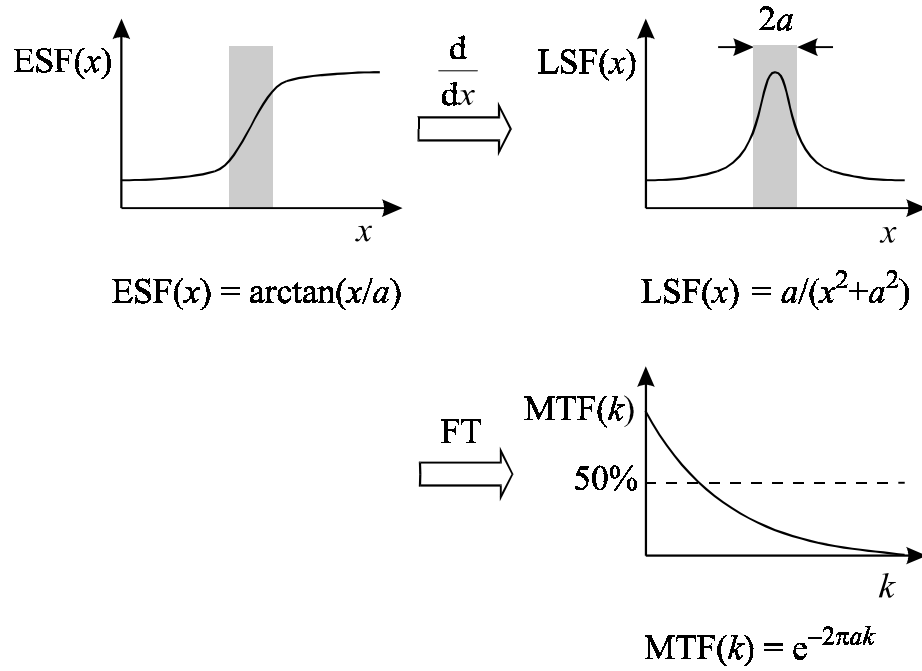 ESF(x)
d
dx
x
ESF(x) = arctan(x/a)
2a
LSF(x)
x
LSF(x) = a/(x²+a²)
FT
MTF(k)
50%
k
MTF(k) = e⁻²πak